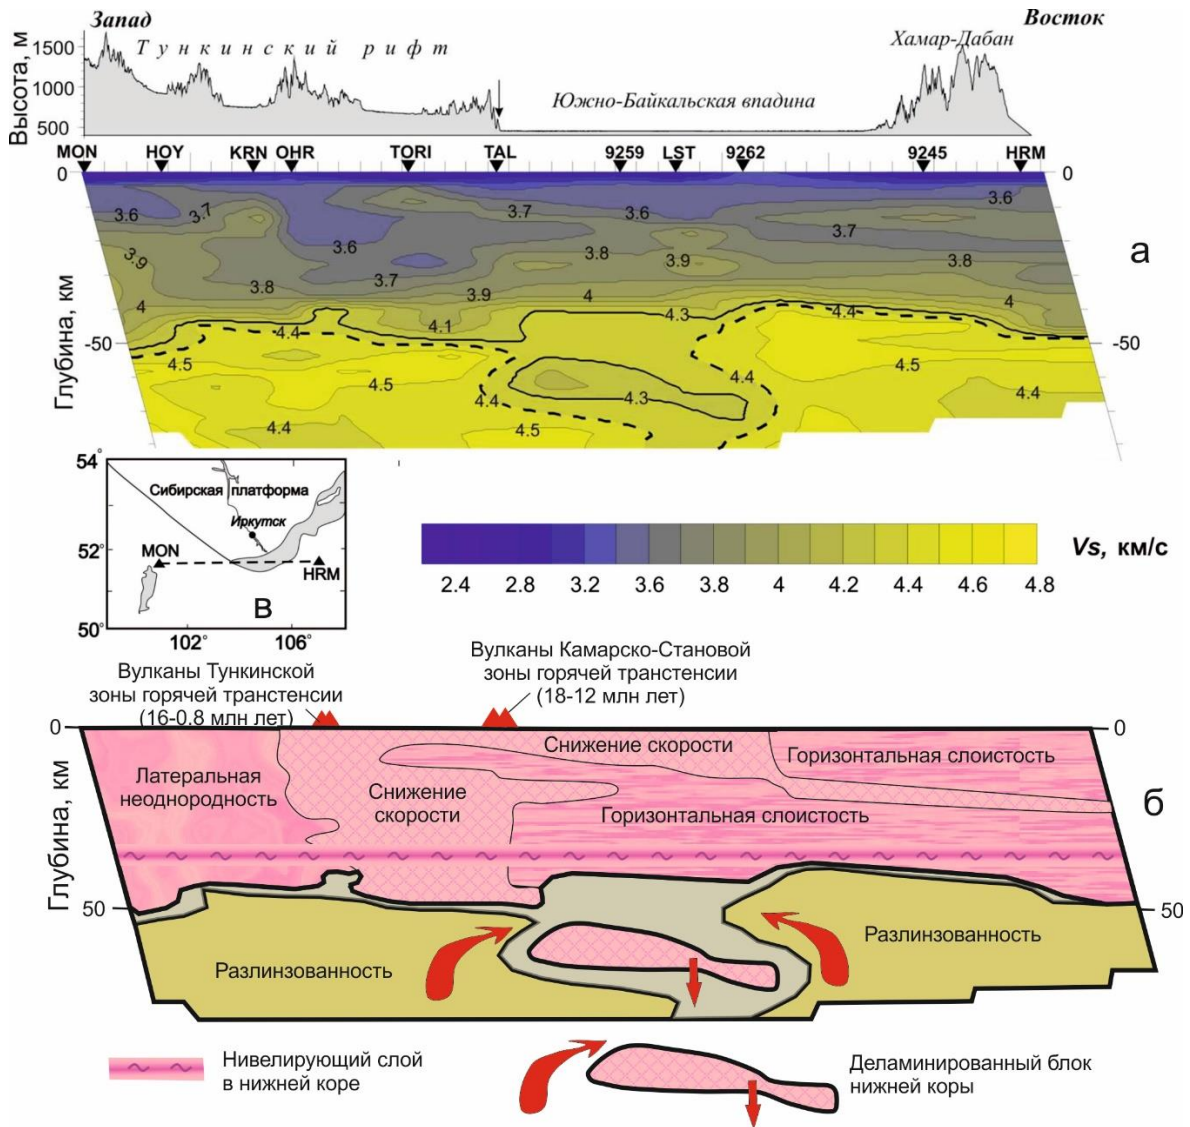 Запад
Восток
Тункинский рифт
Хамар-Дабан
Южно-Байкальская впадина
Высота, м
1500
1000
500
MON HOY KRN OHR TORI TAL 9259 LST 9262 9245 HRM
0 0
3.6 3.7 3.7 3.6 3.6
3.6 3.7
3.9 3.8 3.9 3.8
3.8 3.7 3.9 4 4
4 4.1 4.3 4.4
4.4
-50 -50
4.5 4.5 4.4 4.5
4.4 4.3 4.4
4.4 4.5
Глубина, км
а
54°
52°
50°
Сибирская платформа
Иркутск
MON
HRM
В
102° 106°
Vs, км/с
2.4 2.8 3.2 3.6 3.8 4 4.2 4.4 4.6 4.8
Вулканы Тункинской
зоны горячей транстенсии
(16-0.8 млн лет)
Вулканы Камарско-Становой
зоны горячей транстенсии
(18-12 млн лет)
0 0
Глубина, км
Латеральная
неоднородность
Снижение
скорости
Снижение скорости
Горизонтальная слоистость
Горизонтальная слоистость
б
50 50
Разлинзованность
Разлинзованность
Нивелирующий слой
в нижней коре
Деламинированный блок
нижней коры